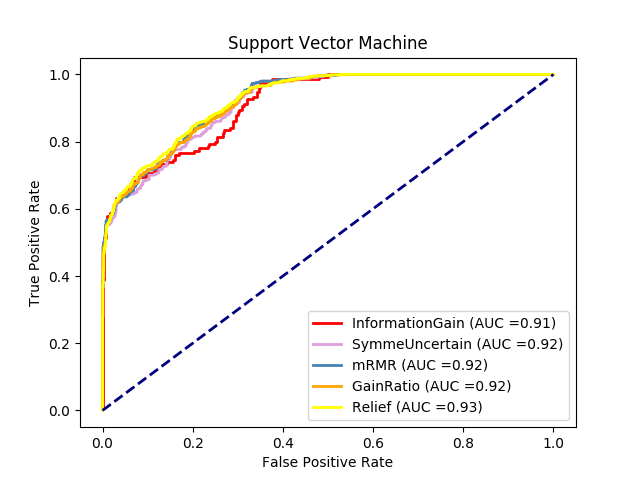 Support Vector Machine
True Positive Rate
1.0
0.8
0.6
0.4
0.2
0.0
InformationGain (AUC =0.91)
SymmeUncertain (AUC =0.92)
mRMR (AUC =0.92)
GainRatio (AUC =0.92)
Relief (AUC =0.93)
0.0 0.2 0.4 0.6 0.8 1.0
False Positive Rate